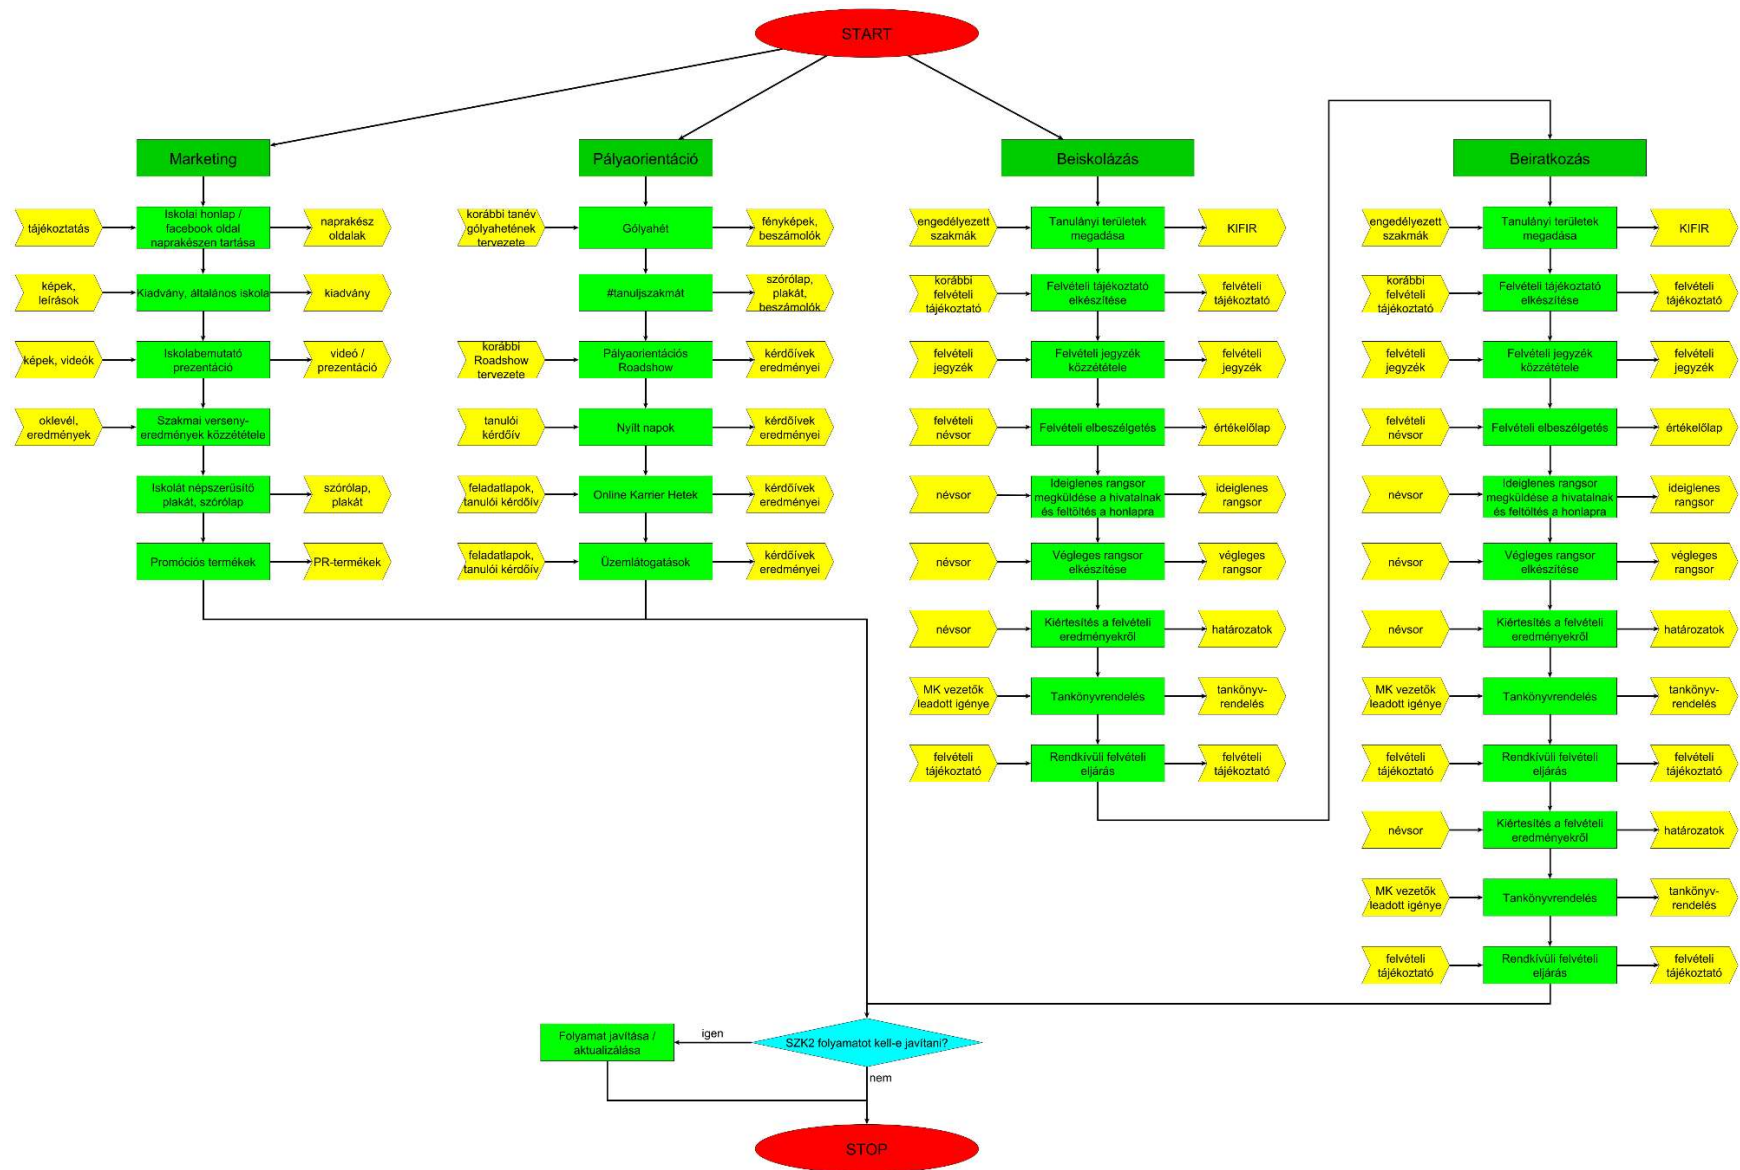 START
Marketing
Pályaorientáció
Beiskolázás
Beiratkozás
tájékoztatás
Iskolai honlap /
facebook oldal
naprakészen tartása
naprakész
oldalak
korábbi tanév
gólyahetének
tervezete
Gólyahét
fényképek,
beszámolók
engedélyezett
szakmák
Tanulányi területek
megadása
KIFIR
engedélyezett
szakmák
Tanulányi területek
megadása
KIFIR
képek,
leírások
Kiadvány, általános iskola
kiadvány
#tanuljszakmát
szórólap,
plakát,
beszámolók
korábbi
felvételi
tájékoztató
Felvételi tájékoztató
elkészítése
felvételi
tájékoztató
korábbi
felvételi
tájékoztató
Felvételi tájékoztató
elkészítése
felvételi
tájékoztató
képek, videók
Iskolabemutató
prezentáció
videó /
prezentáció
korábbi
Roadshow
tervezete
Pályaorientációs
Roadshow
kérdőívek
eredményei
felvételi
jegyzék
Felvételi jegyzék
közzététele
felvételi
jegyzék
felvételi
jegyzék
Felvételi jegyzék
közzététele
felvételi
jegyzék
oklevél,
eredmények
Szakmai verseny-
eredmények közzététele
tanulói
kérdőív
Nyílt napok
kérdőívek
eredményei
felvételi
névsor
Felvételi elbeszélgetés
értékelőlap
felvételi
névsor
Felvételi elbeszélgetés
értékelőlap
Iskolát népszerűsítő
plakát, szórólap
szórólap,
plakát
feladatlapok,
tanulói kérdőív
Online Karrier Hetek
kérdőívek
eredményei
névsor
Ideiglenes rangsor
megküldése a hivatalnak
és feltöltés a honlapra
ideiglenes
rangsor
névsor
Ideiglenes rangsor
megküldése a hivatalnak
és feltöltés a honlapra
ideiglenes
rangsor
Promóciós termékek
PR-termékek
feladatlapok,
tanulói kérdőív
Üzemlátogatások
kérdőívek
eredményei
névsor
Végleges rangsor
elkészítése
végleges
rangsor
névsor
Végleges rangsor
elkészítése
végleges
rangsor
névsor
Kiértesítés a felvételi
eredményekről
határozatok
névsor
Kiértesítés a felvételi
eredményekről
határozatok
MK vezetők
leadott igénye
Tankönyvrendelés
tankönyv-
rendelés
MK vezetők
leadott igénye
Tankönyvrendelés
tankönyv-
rendelés
felvételi
tájékoztató
Rendkívüli felvételi
eljárás
felvételi
tájékoztató
felvételi
tájékoztató
Rendkívüli felvételi
eljárás
felvételi
tájékoztató
névsor
Kiértesítés a felvételi
eredményekről
határozatok
MK vezetők
leadott igénye
Tankönyvrendelés
tankönyv-
rendelés
felvételi
tájékoztató
Rendkívüli felvételi
eljárás
felvételi
tájékoztató
Folyamat javítása /
aktualizálása
igen
SZK2 folyamatot kell-e javítani?
nem
STOP